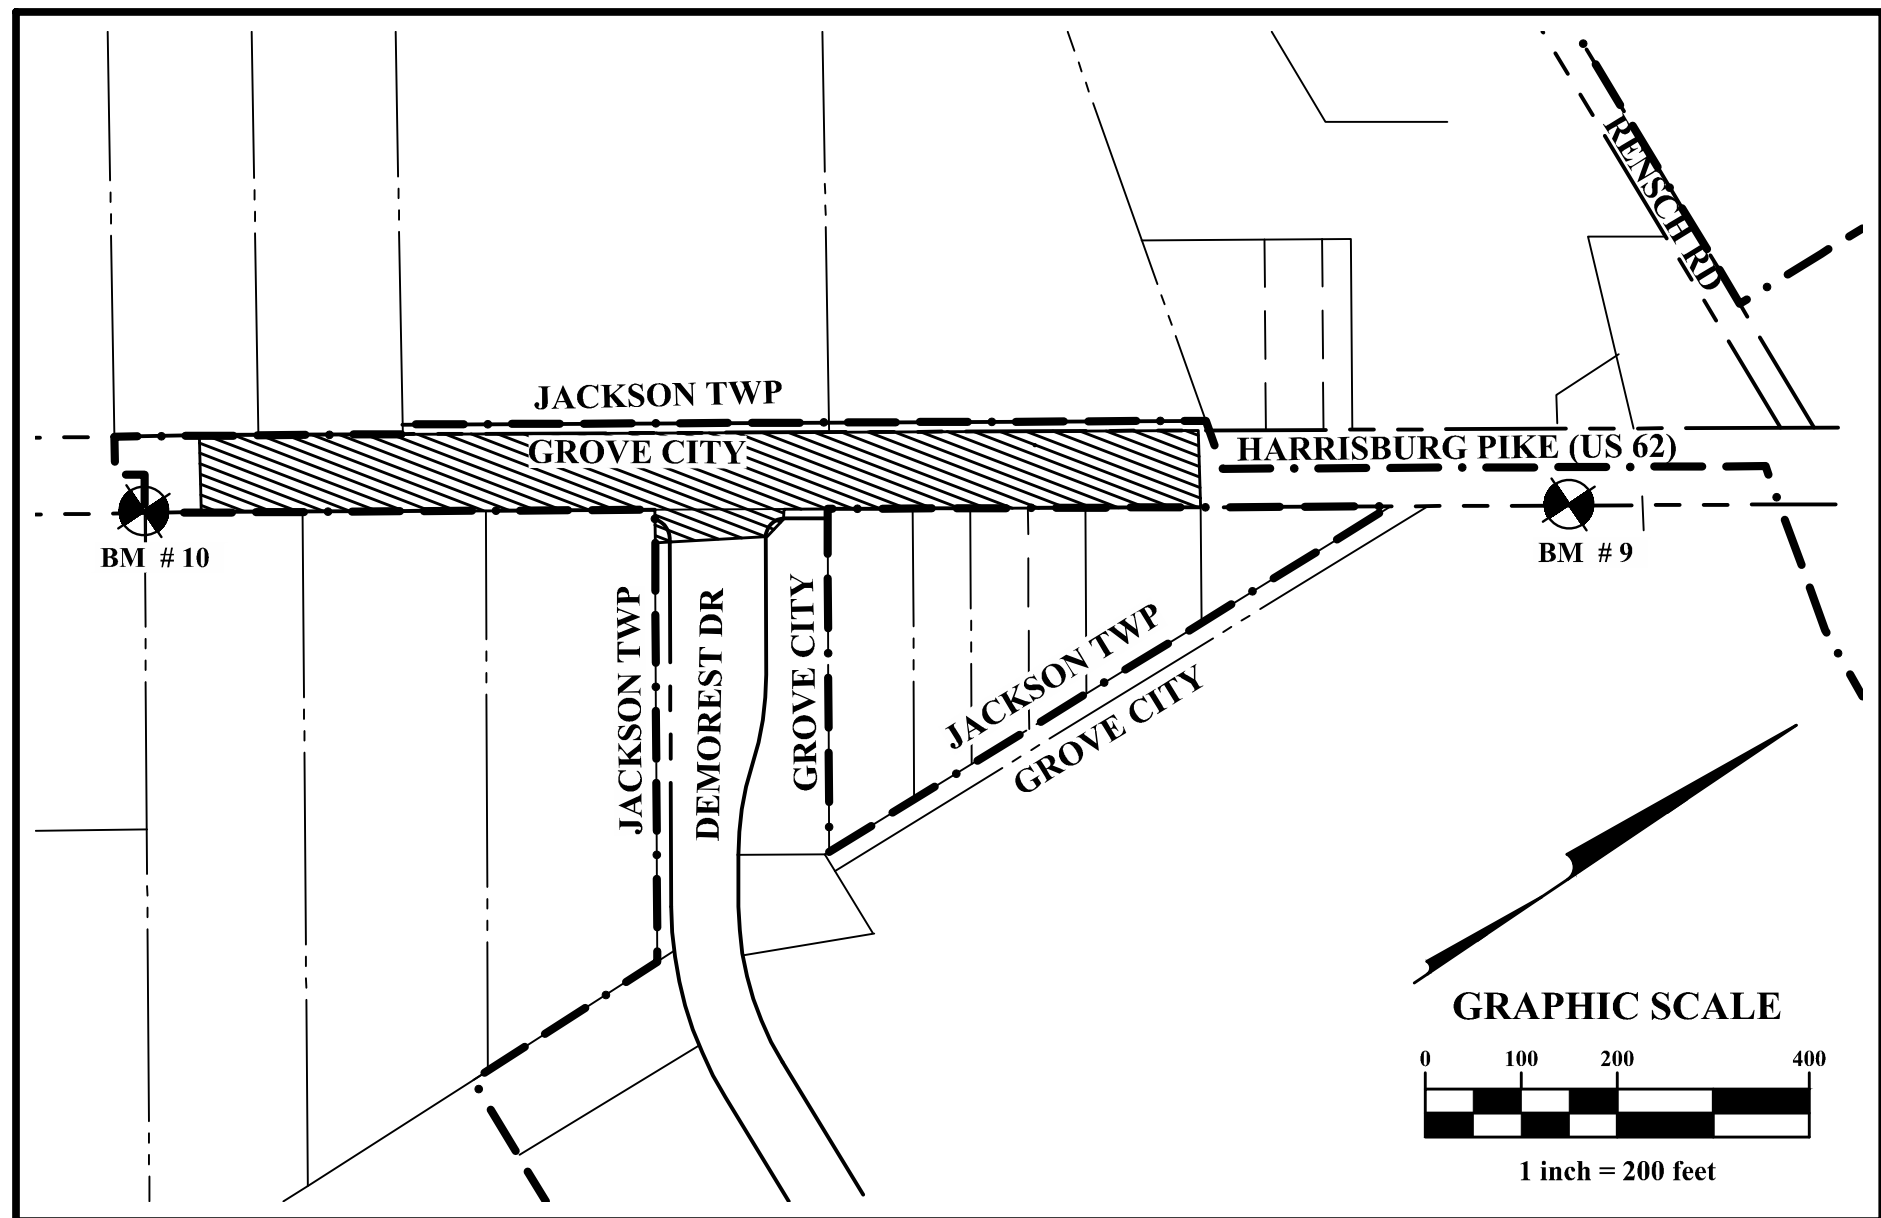 RENSCH RD
JACKSON TWP
GROVE CITY
HARRISBURG PIKE (US 62)
BM # 10
BM # 9
JACKSON TWP
DEMOREST DR
GROVE CITY
JACKSON TWP
GROVE CITY
GRAPHIC SCALE
0 100 200 400
1 inch = 200 feet